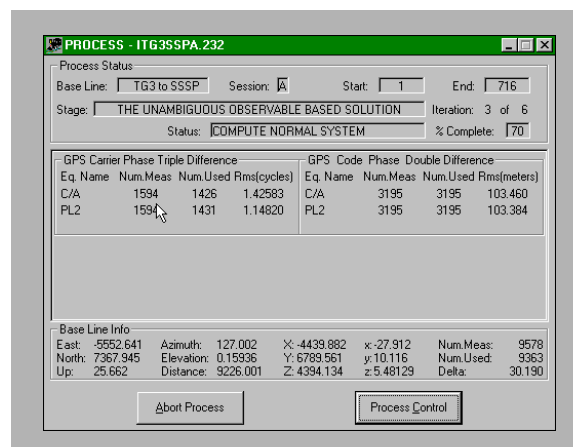 PROCESS - ITG3SSPA.232
Process Status
Base Line: TG3 to SSSP Session: A Start: 1 End: 716
Stage: THE UNAMBIGUOUS OBSERVABLE BASED SOLUTION Iteration: 3 of 6
Status: COMPUTE NORMAL SYSTEM % Complete: 70
GPS Carrier Phase Triple Difference GPS Code Phase Double Difference
Eq. Name Num.Meas Num.Used Rms(cycles) Eq. Name Num.Meas Num.Used Rms(meters)
C/A 1594 1426 1.42583 C/A 3195 3195 103.460
PL2 1594 1431 1.14820 PL2 3195 3195 103.384
Base Line Info
East: -5552.641 Azimuth: 127.002 X: -4439.882 x: -27.912 Num.Meas: 9578
North: 7367.945 Elevation: 0.15936 Y: 6789.561 y: 10.116 Num.Used: 9363
Up: 25.662 Distance: 9226.001 Z: 4394.134 z: 5.48129 Delta: 30.190
Abort Process Process Control